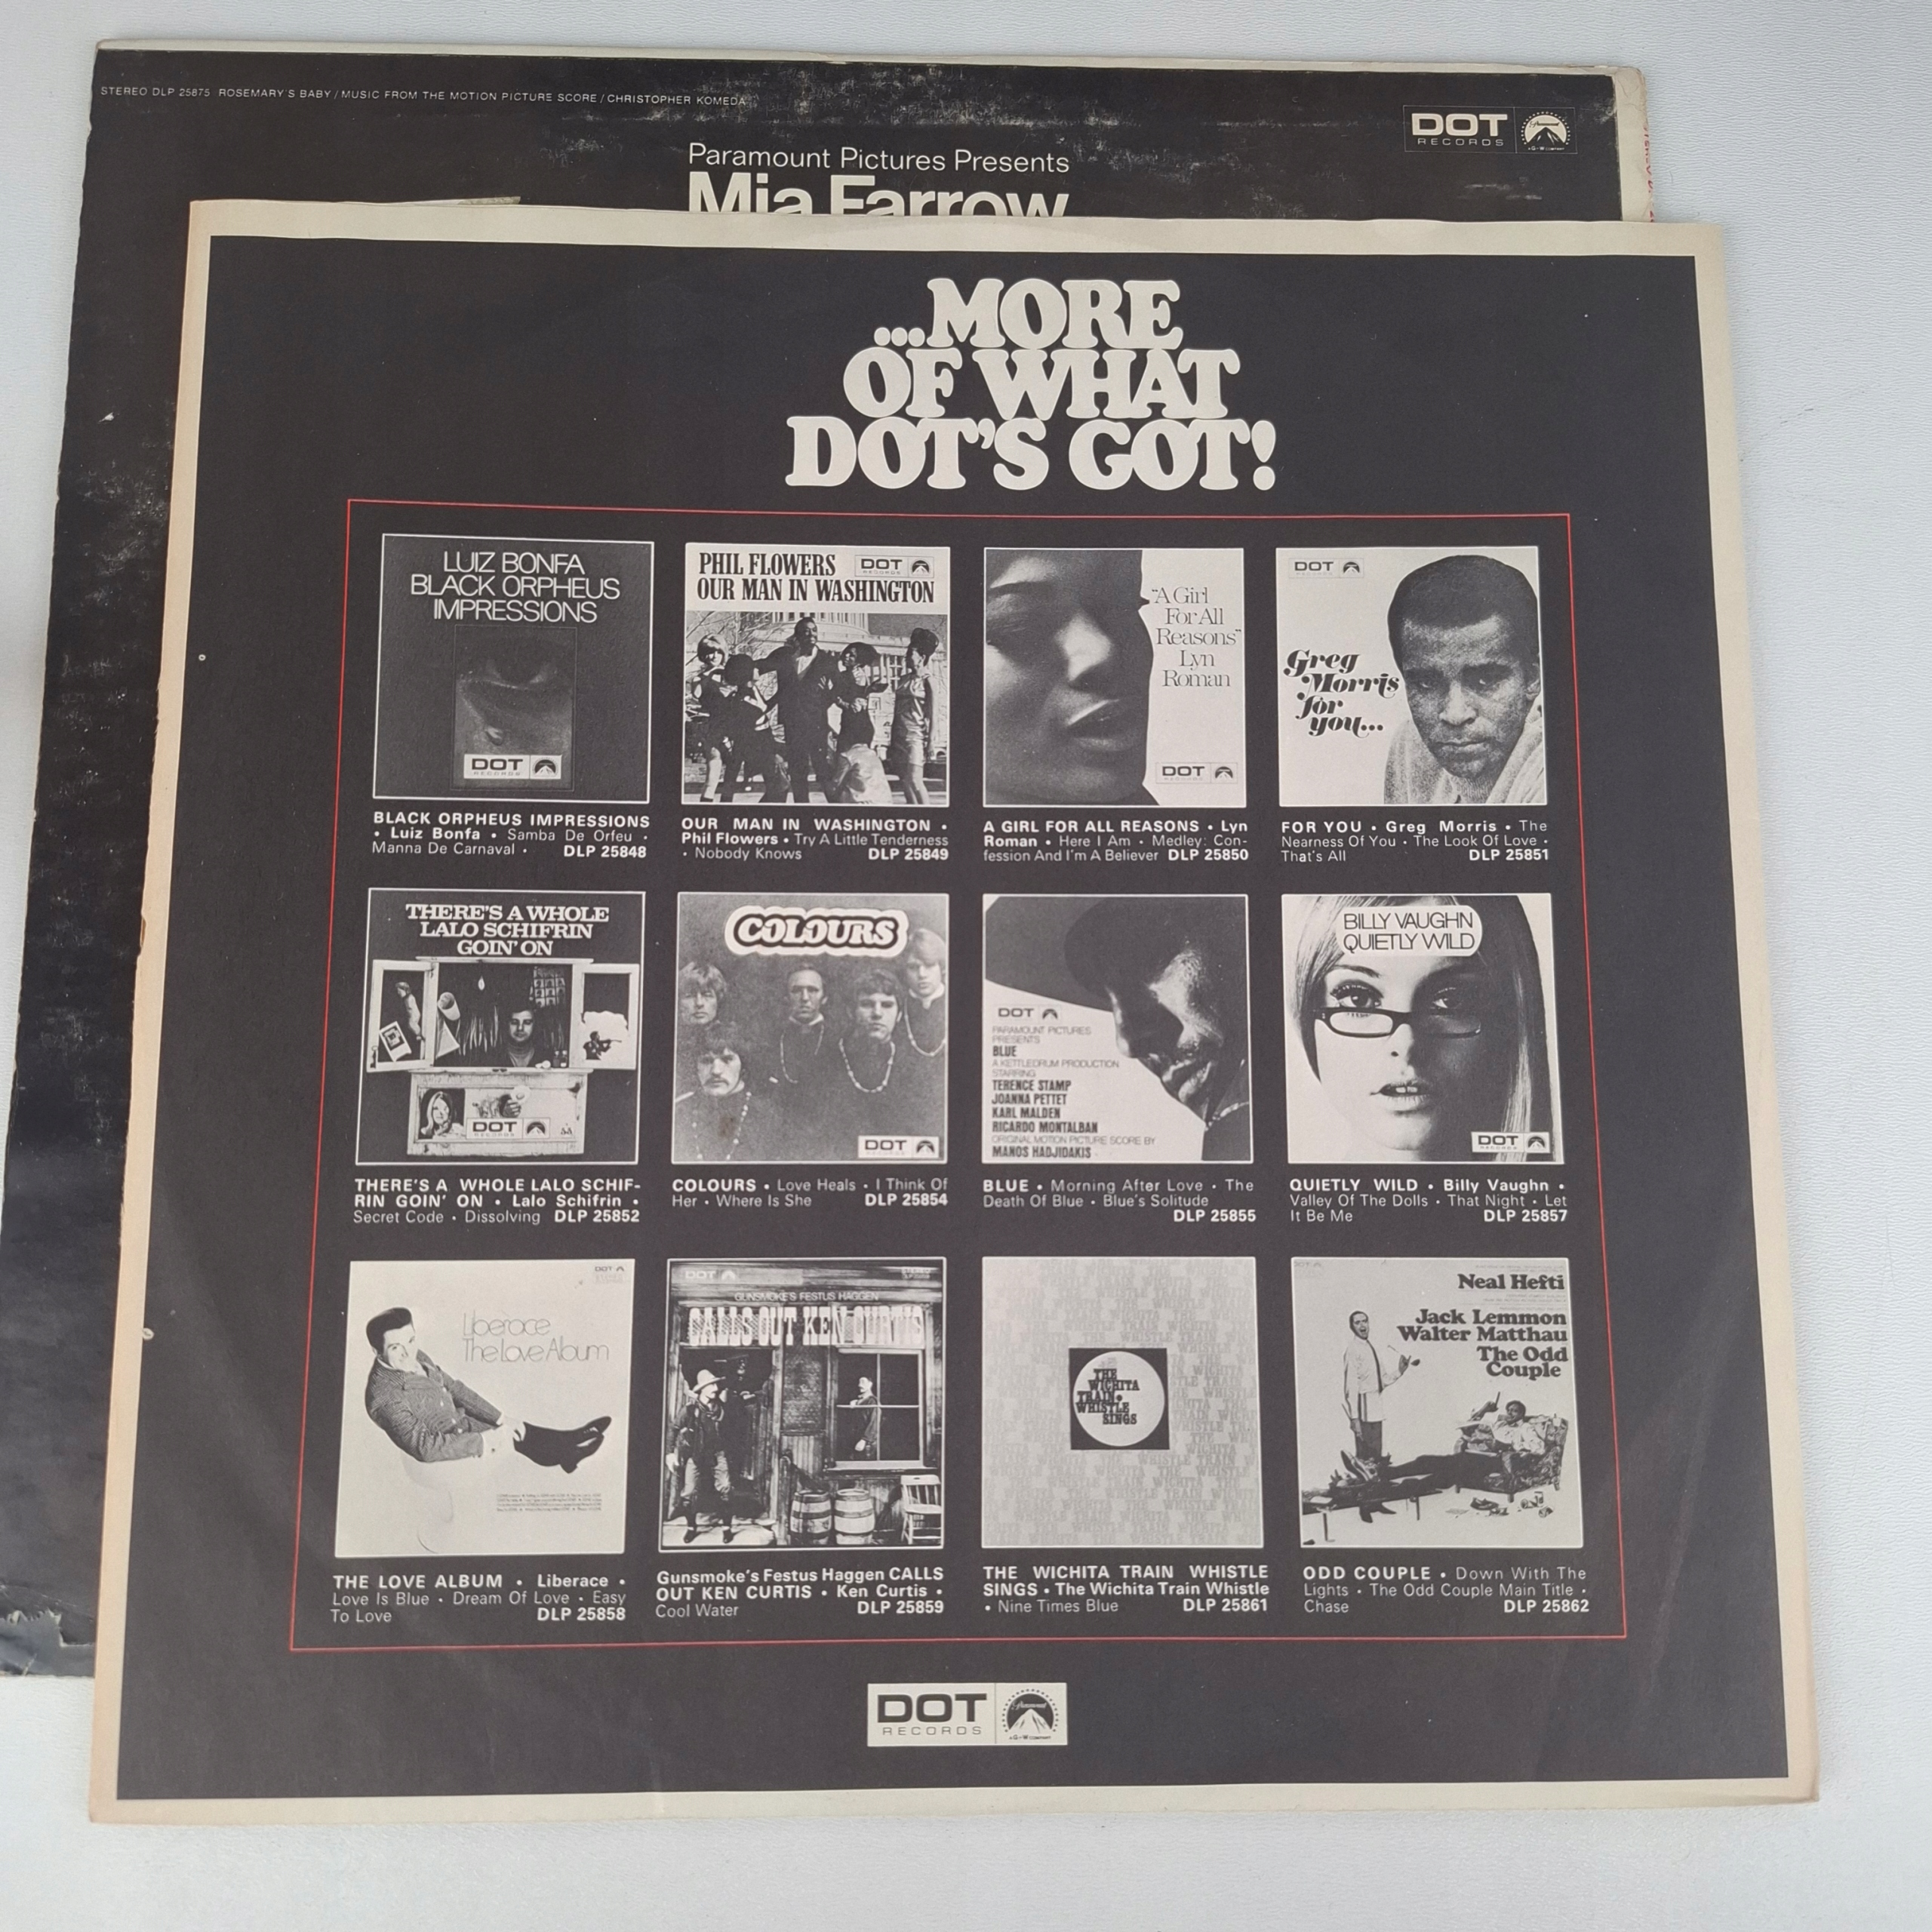 STEREO DLP 25875 ROSEMARY'S BABY / MUSIC FROM THE MOTION PICTURE SCORE / CHRISTOPHER KOMEDA
DOT
RECORDS
Paramount
Paramount Pictures Presents
Mia Farrow
...MORE
OF WHAT
DOT'S GOT!
LUIZ BONFA
BLACK ORPHEUS
IMPRESSIONS
DOT
RECORDS
BLACK ORPHEUS IMPRESSIONS
• Luiz Bonfa • Samba De Orfeu •
Manna De Carnaval • DLP 25848
PHIL FLOWERS
OUR MAN IN WASHINGTON
DOT
RECORDS
OUR MAN IN WASHINGTON •
Phil Flowers • Try A Little Tenderness
• Nobody Knows DLP 25849
"A Girl
For All
Reasons"
Lyn
Roman
DOT
RECORDS
A GIRL FOR ALL REASONS • Lyn
Roman • Here I Am • Medley: Con-
fession And I'm A Believer DLP 25850
DOT
RECORDS
Greg
Morris
for
you...
FOR YOU • Greg Morris • The
Nearness Of You • The Look Of Love •
That's All DLP 25851
THERE'S A WHOLE
LALO SCHIFRIN
GOIN' ON
DOT
RECORDS
THERE'S A WHOLE LALO SCHIF-
RIN GOIN' ON • Lalo Schifrin •
Secret Code • Dissolving DLP 25852
COLOURS
DOT
RECORDS
COLOURS • Love Heals • I Think Of
Her • Where Is She DLP 25854
DOT
PARAMOUNT PICTURES
PRESENTS
BLUE
A KETTLEDRUM PRODUCTION
STARRING
TERENCE STAMP
JOANNA PETTET
KARL MALDEN
RICARDO MONTALBAN
ORIGINAL MOTION PICTURE SCORE BY
MANOS HADJIDAKIS
BLUE • Morning After Love • The
Death Of Blue • Blue's Solitude
DLP 25855
BILLY VAUGHN
QUIETLY WILD
DOT
RECORDS
QUIETLY WILD • Billy Vaughn •
Valley Of The Dolls • That Night • Let
It Be Me DLP 25857
DOT
Liberace
The Love Album
THE LOVE ALBUM • Liberace •
Love Is Blue • Dream Of Love • Easy
To Love DLP 25858
DOT
GUNSMOKE'S FESTUS HAGGEN
CALLS OUT KEN CURTIS
Gunsmoke's Festus Haggen CALLS
OUT KEN CURTIS • Ken Curtis •
Cool Water DLP 25859
THE
WICHITA
TRAIN
WHISTLE
SINGS
THE WICHITA TRAIN WHISTLE
SINGS • The Wichita Train Whistle
• Nine Times Blue DLP 25861
DOT
Neal Hefti
Jack Lemmon
Walter Matthau
The Odd
Couple
ODD COUPLE • Down With The
Lights • The Odd Couple Main Title •
Chase DLP 25862
DOT
RECORDS
Paramount
A G+W COMPANY